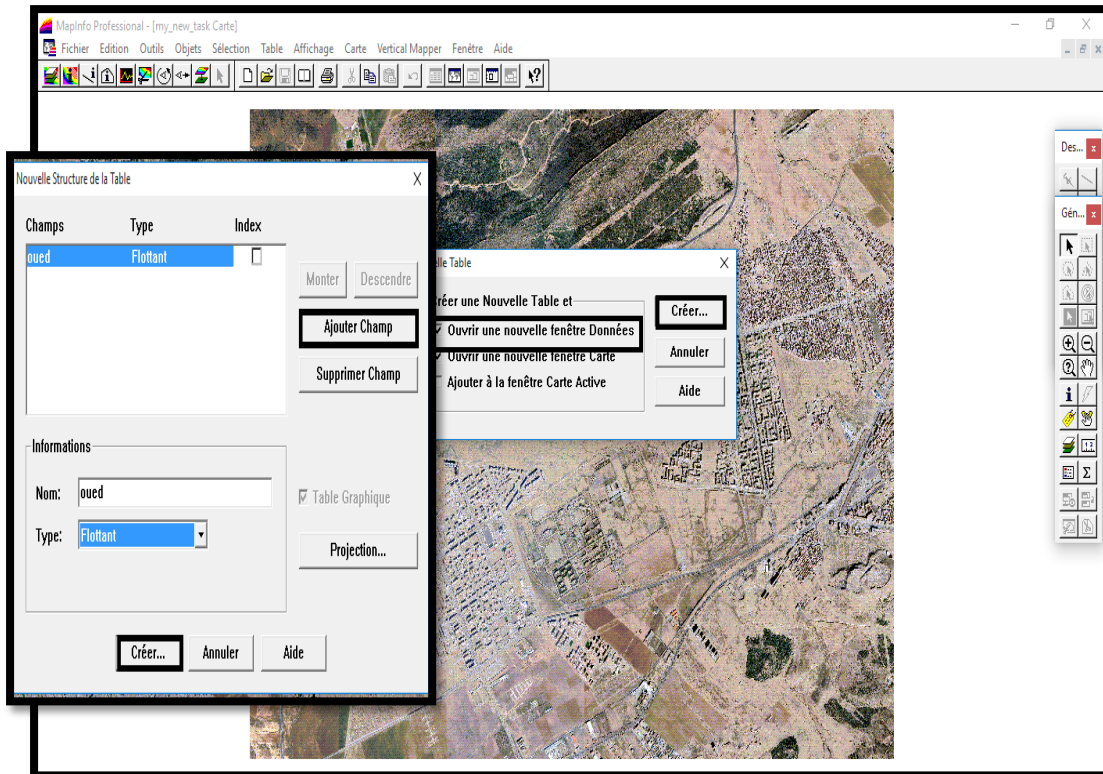 MapInfo Professional - [my_new_task Carte]
Fichier Edition Outils Objets Sélection Table Affichage Carte Vertical Mapper Fenêtre Aide
Des...
Gén...
Nouvelle Structure de la Table
Champs Type Index
oued Flottant
Monter Descendre
Ajouter Champ
Supprimer Champ
Informations
Nom: oued
Type: Flottant
Table Graphique
Projection...
Créer... Annuler Aide
elle Table
réer une Nouvelle Table et
Ouvrir une nouvelle fenêtre Données
Ouvrir une nouvelle fenêtre Carte
Ajouter à la fenêtre Carte Active
Créer...
Annuler
Aide